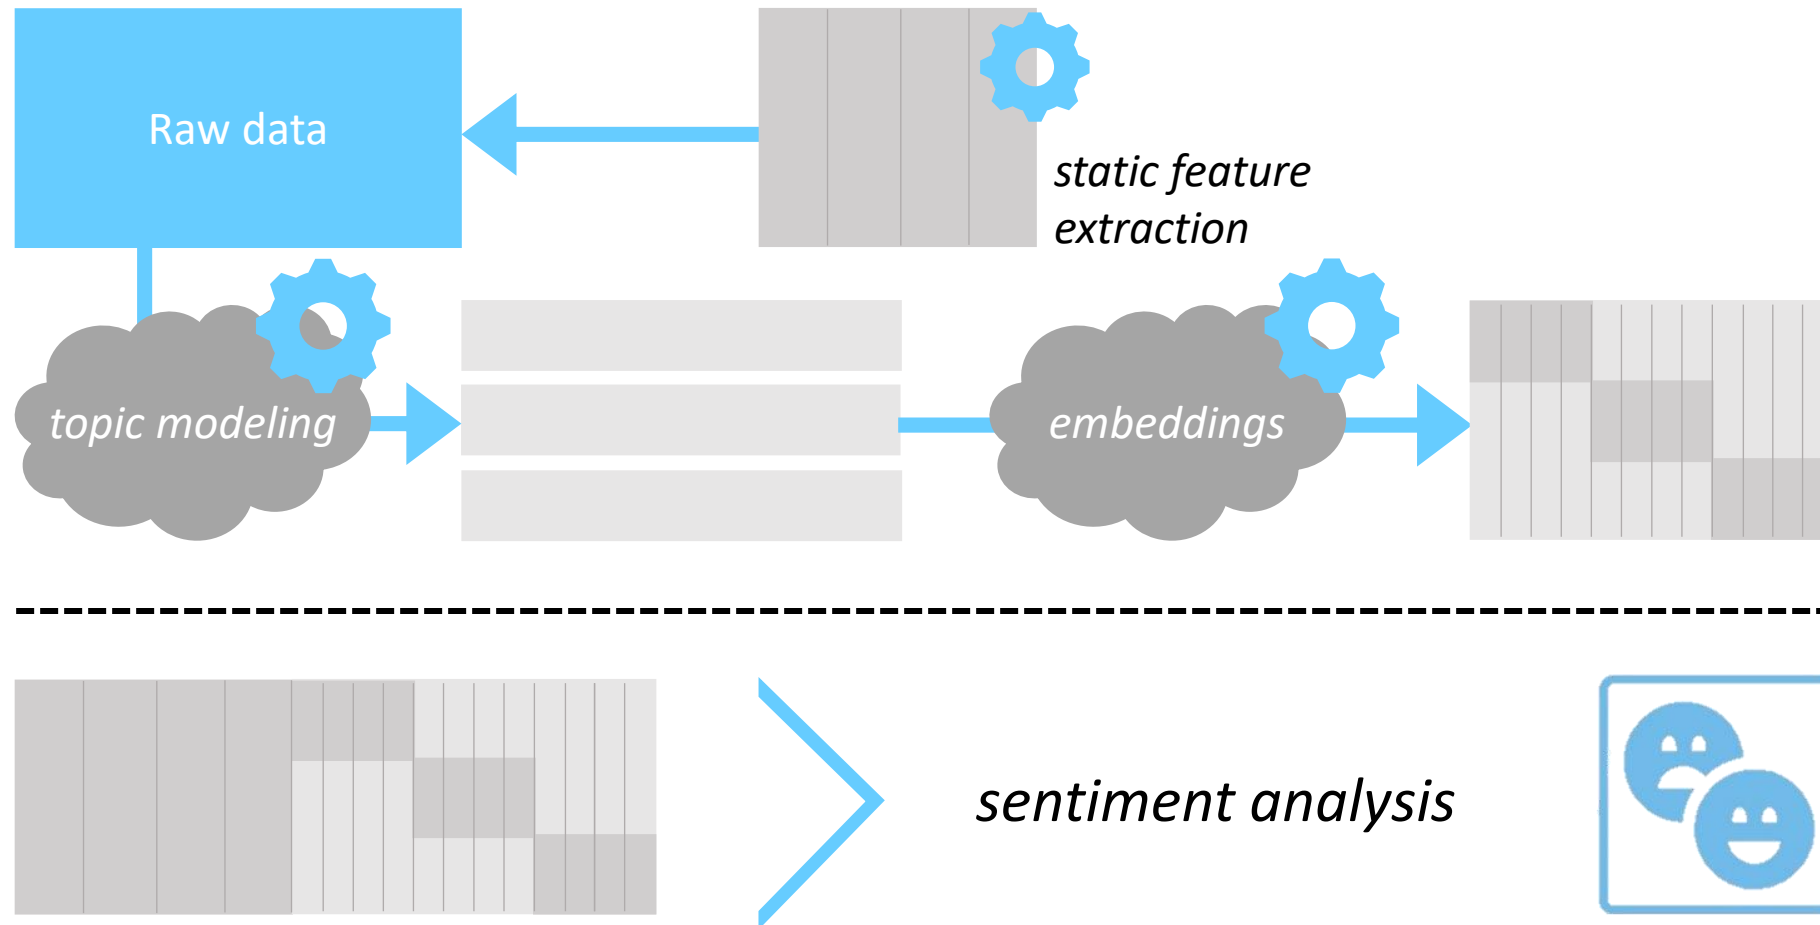 Raw data
static feature
extraction
topic modeling
embeddings
sentiment analysis